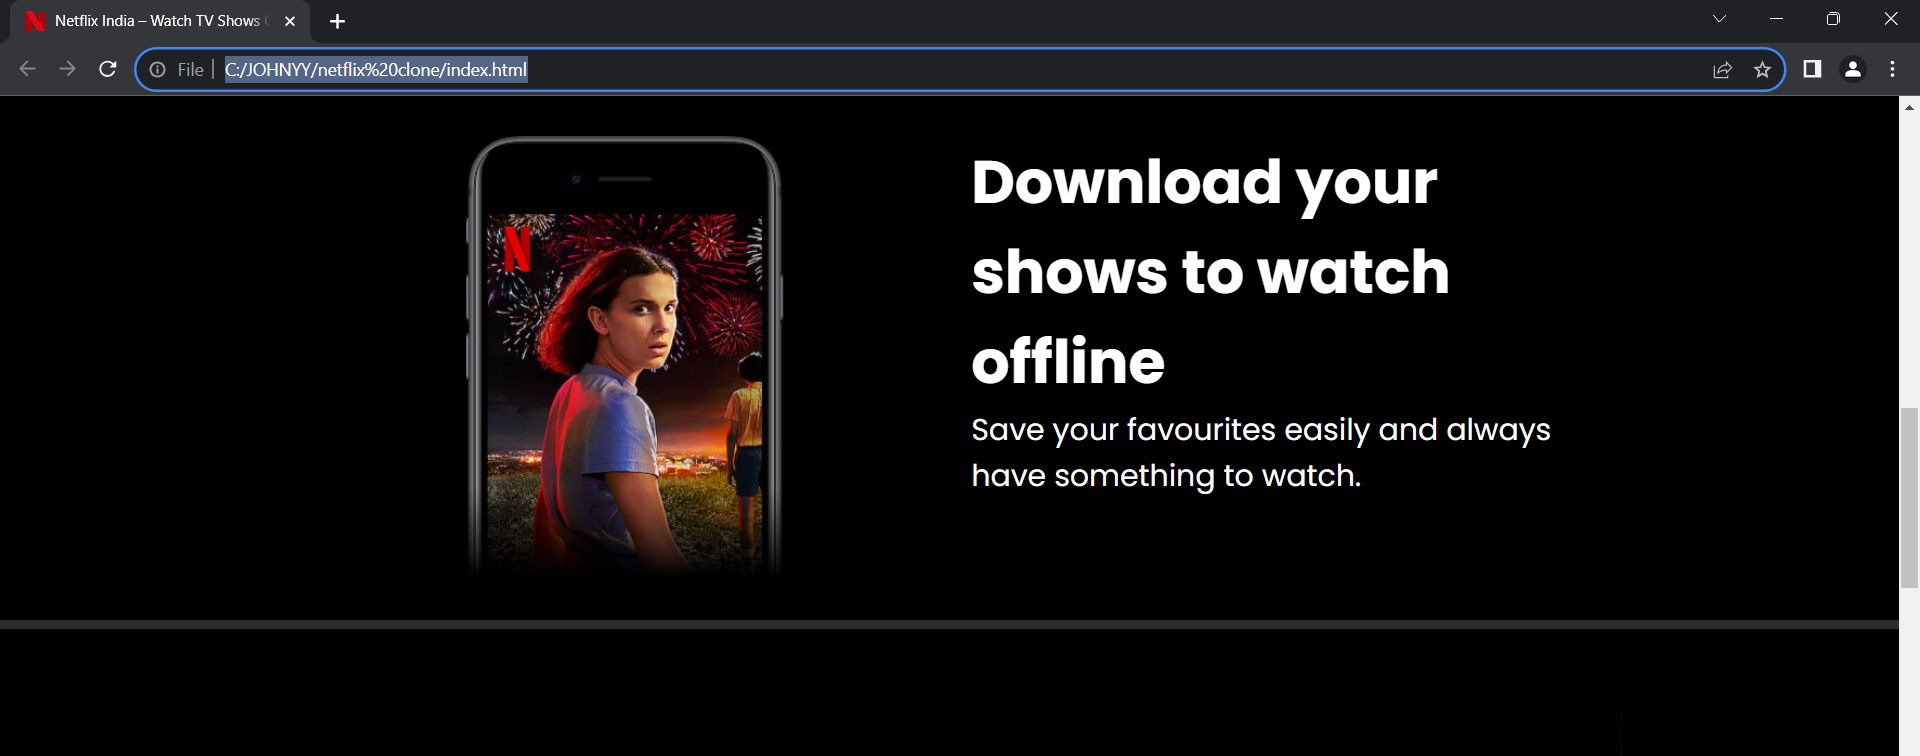 Netflix India – Watch TV Shows
File
C:/JOHNYY/netflix%20clone/index.html
N
Download your
shows to watch
offline
Save your favourites easily and always
have something to watch.